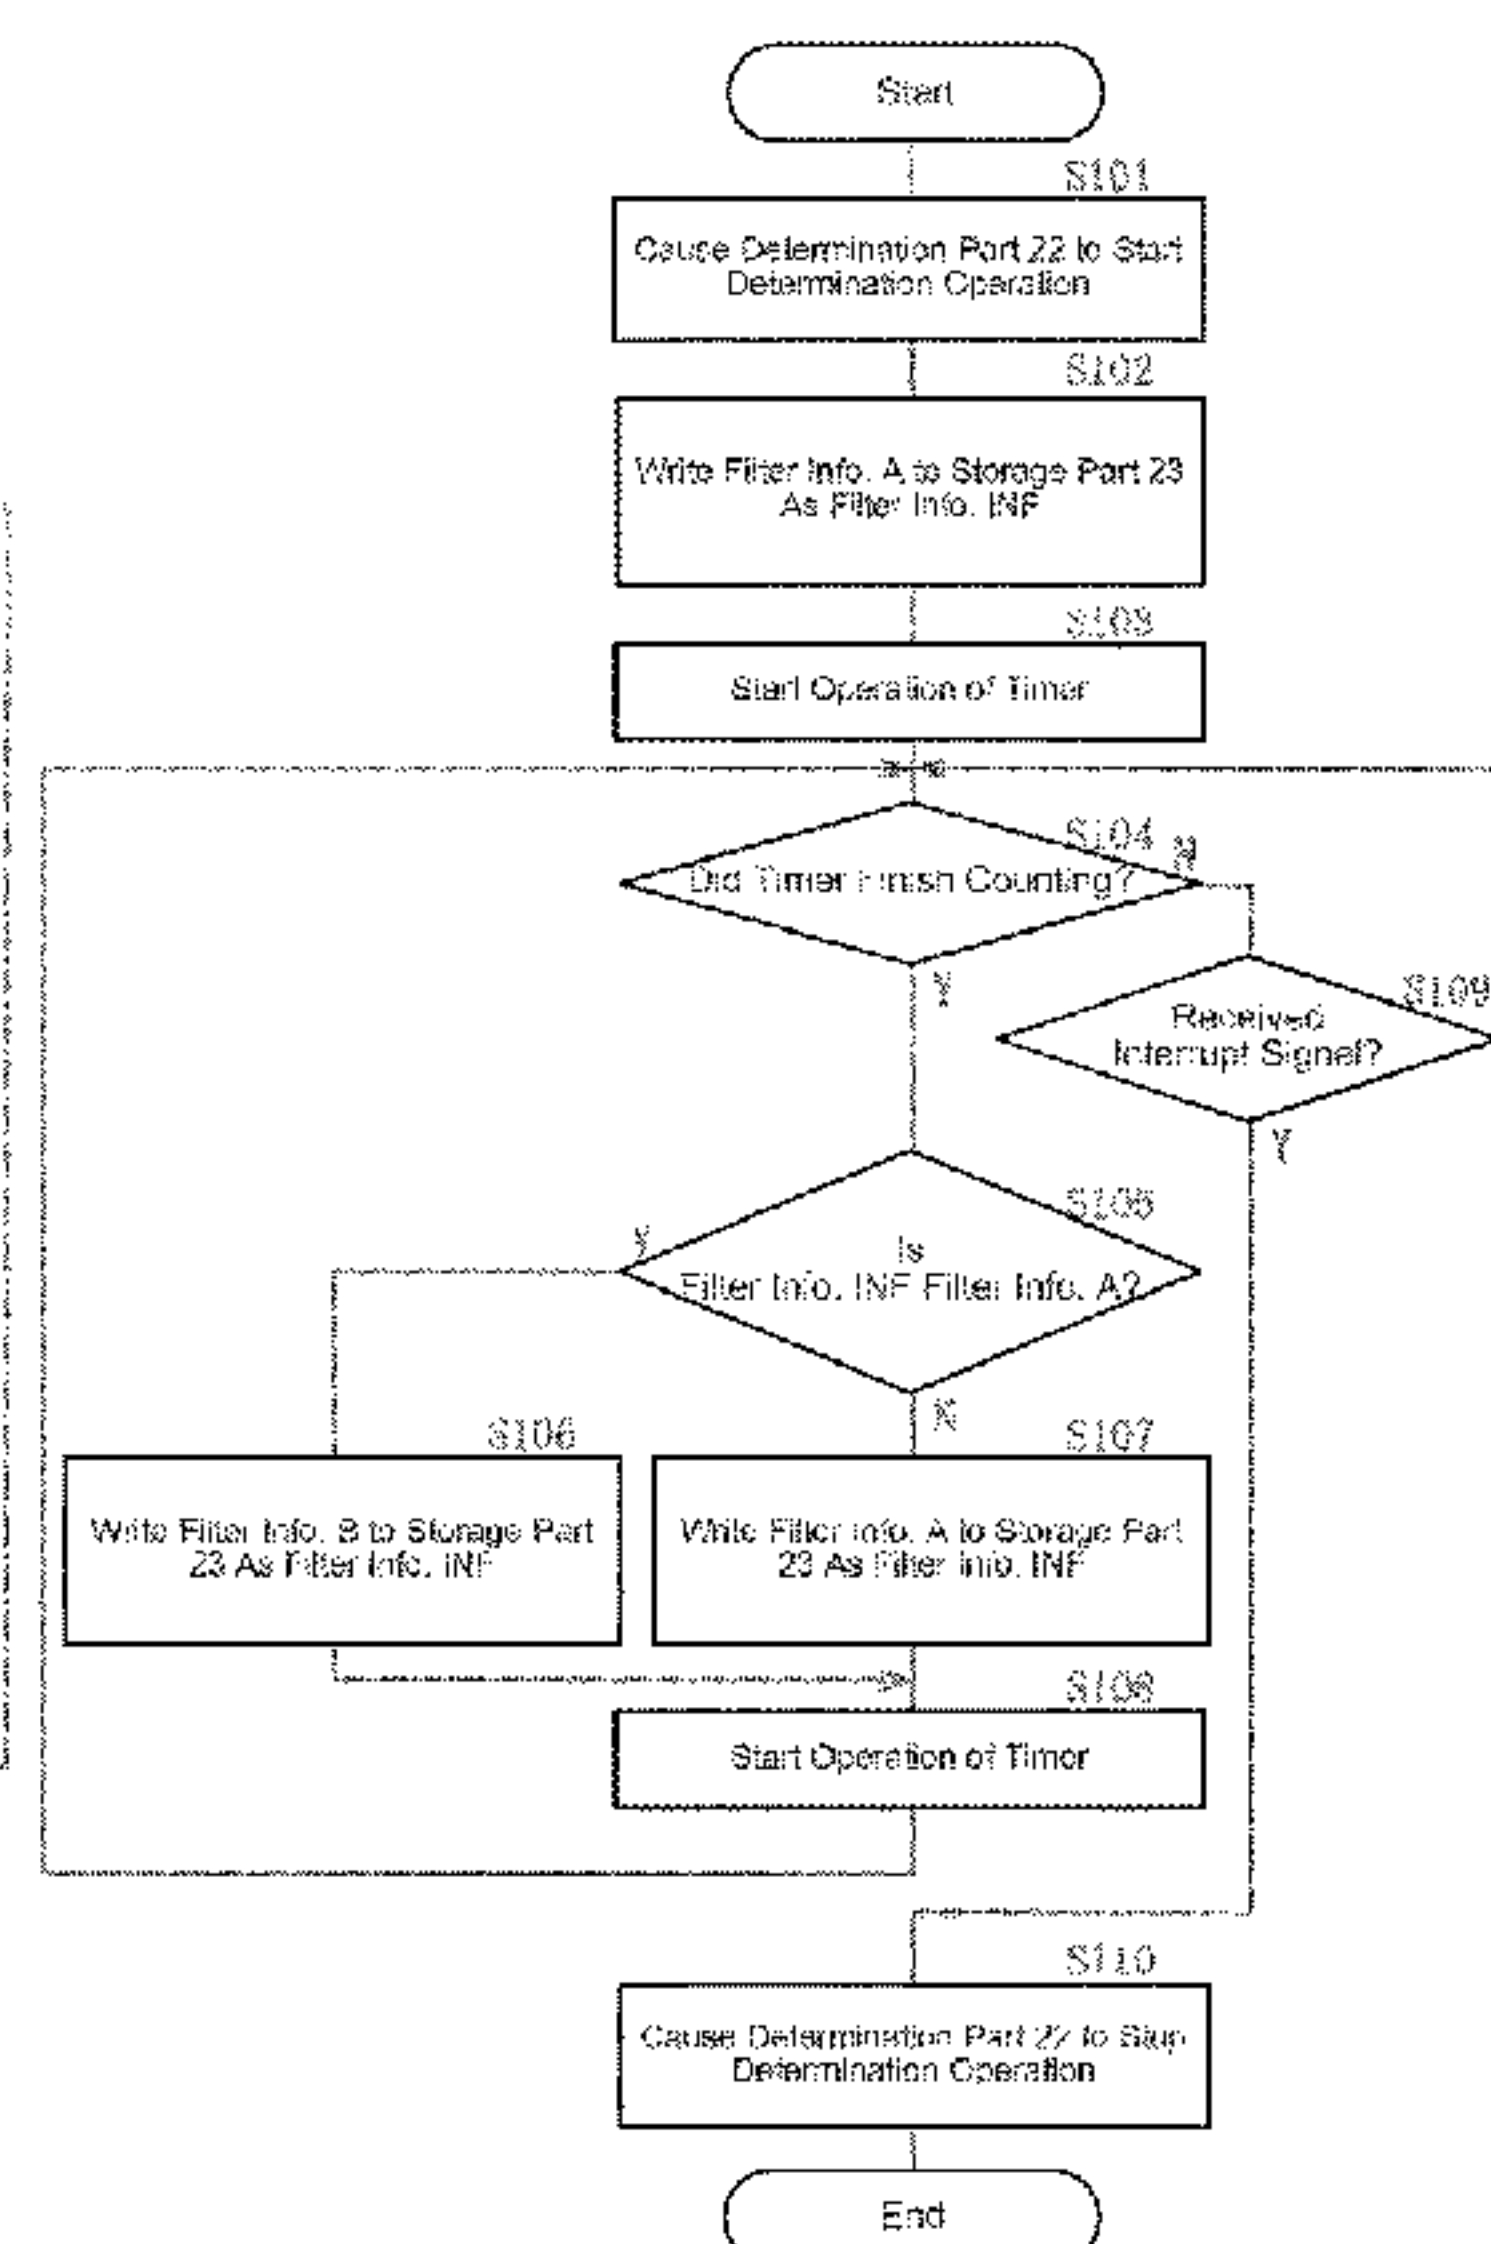 Start
S101
Cause Determination Part 22 to Start
Determination Operation
S102
Write Filter Info. A to Storage Part 23
As Filter Info. INF
S103
Start Operation of Timer
S104
N
Did Timer Finish Counting?
Y
S109
Received
Interrupt Signal?
Y
S105
Y
Is
Filter Info. INF Filter Info. A?
N
S106
S107
Write Filter Info. B to Storage Part
23 As Filter Info. INF
Write Filter Info. A to Storage Part
23 As Filter Info. INF
S108
Start Operation of Timer
S110
Cause Determination Part 22 to Stop
Determination Operation
End